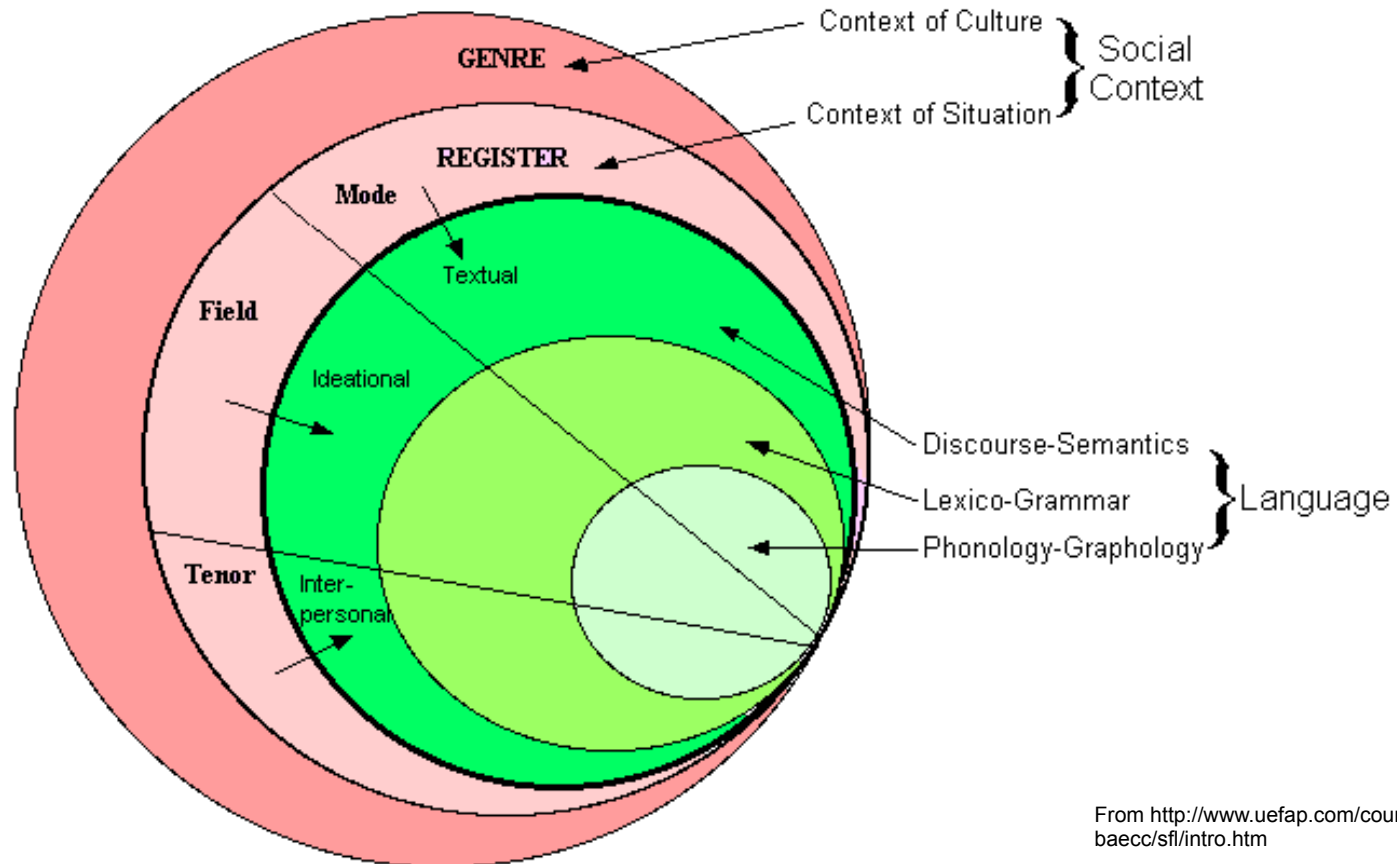 Context of Culture
Social
Context
GENRE
Context of Situation
REGISTER
Mode
Textual
Field
Ideational
Discourse-Semantics
Lexico-Grammar
Language
Phonology-Graphology
Tenor
Inter-
personal
From http://www.uefap.com/cour
baecc/sfl/intro.htm